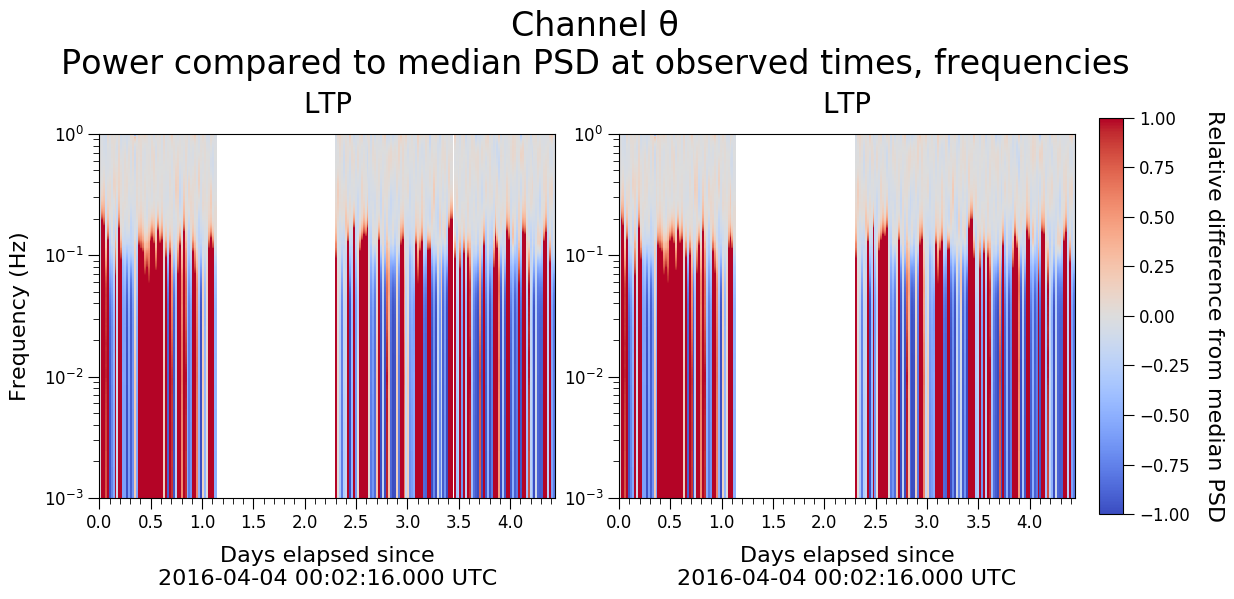 Channel θ
Power compared to median PSD at observed times, frequencies
LTP
LTP
Frequency (Hz)
10⁰
10⁻¹
10⁻²
10⁻³
0.0 0.5 1.0 1.5 2.0 2.5 3.0 3.5 4.0
Days elapsed since
2016-04-04 00:02:16.000 UTC
10⁰
10⁻¹
10⁻²
10⁻³
0.0 0.5 1.0 1.5 2.0 2.5 3.0 3.5 4.0
Days elapsed since
2016-04-04 00:02:16.000 UTC
1.00
0.75
0.50
0.25
0.00
−0.25
−0.50
−0.75
−1.00
Relative difference from median PSD